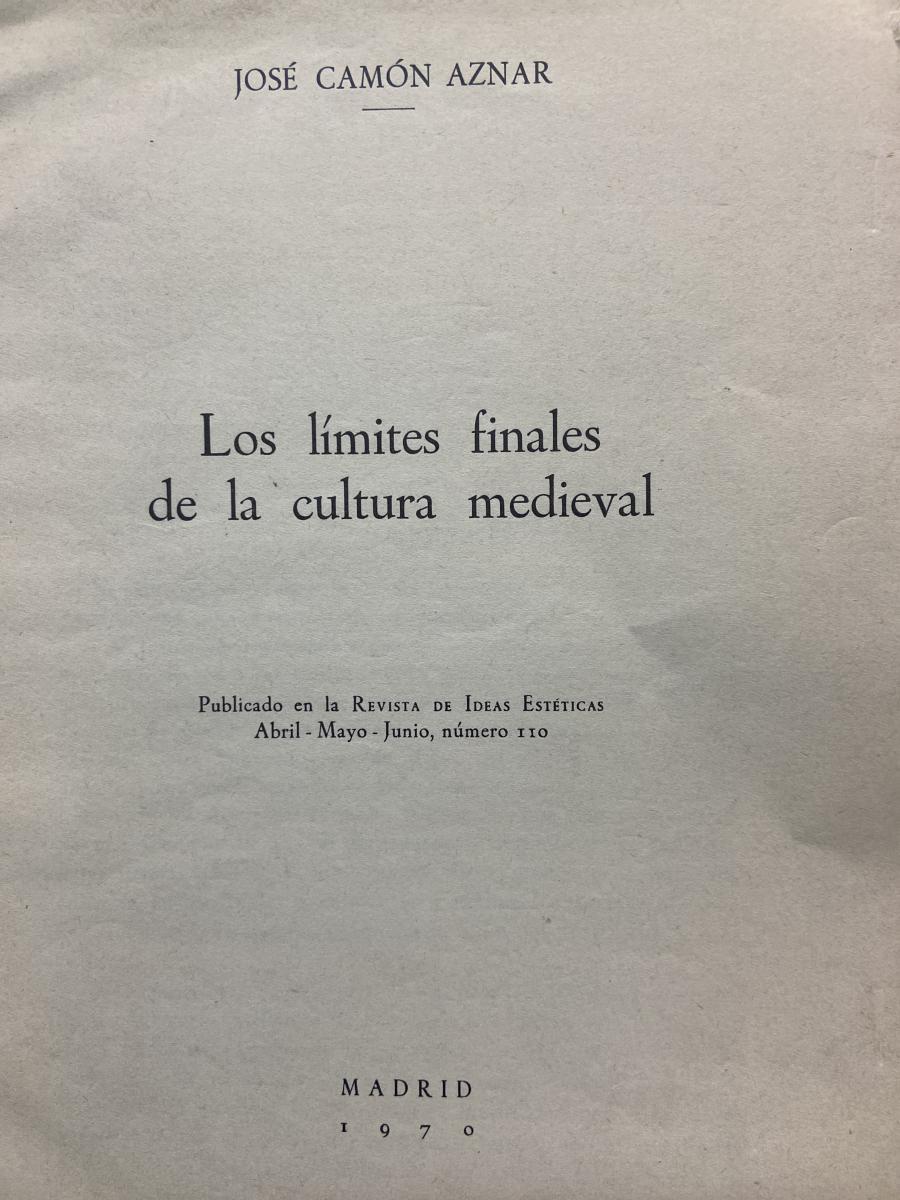 JOSÉ CAMÓN AZNAR
Los límites finales
de la cultura medieval
Publicado en la REVISTA DE IDEAS ESTÉTICAS
Abril - Mayo - Junio, número 110
MADRID
1970